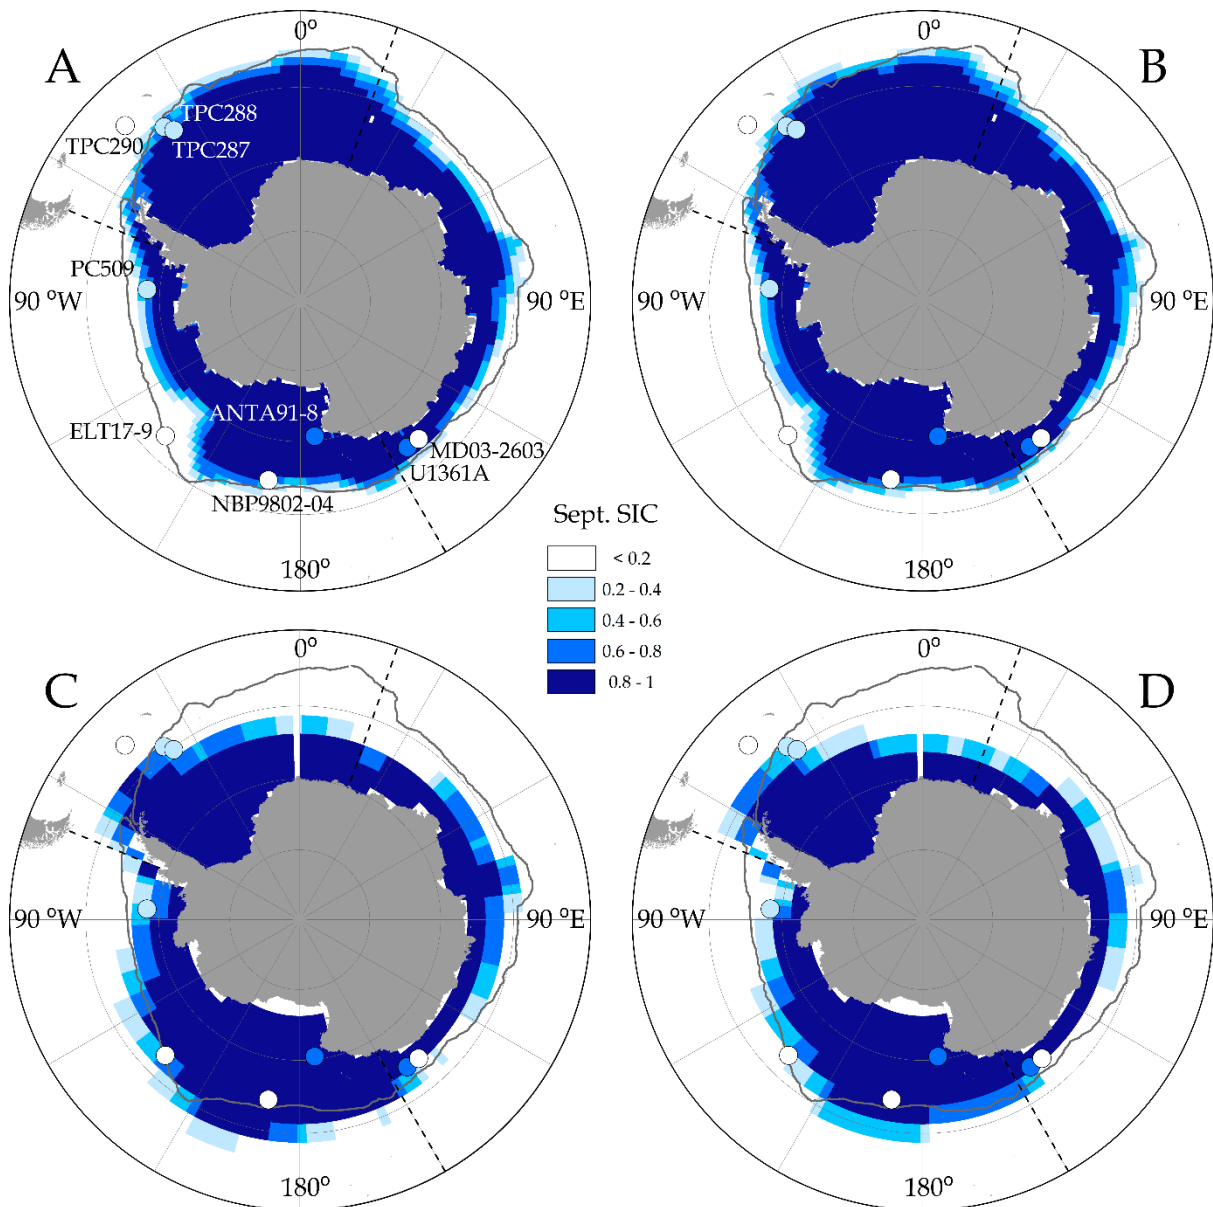 0°
A
TPC288
TPC290
TPC287
PC509
90 °W
90 °E
ANTA91-8
ELT17-9
MD03-2603
U1361A
NBP9802-04
180°
0°
B
90 °W
90 °E
180°
Sept. SIC
< 0.2
0.2 - 0.4
0.4 - 0.6
0.6 - 0.8
0.8 - 1
0°
C
90 °W
90 °E
180°
0°
D
90 °W
90 °E
180°